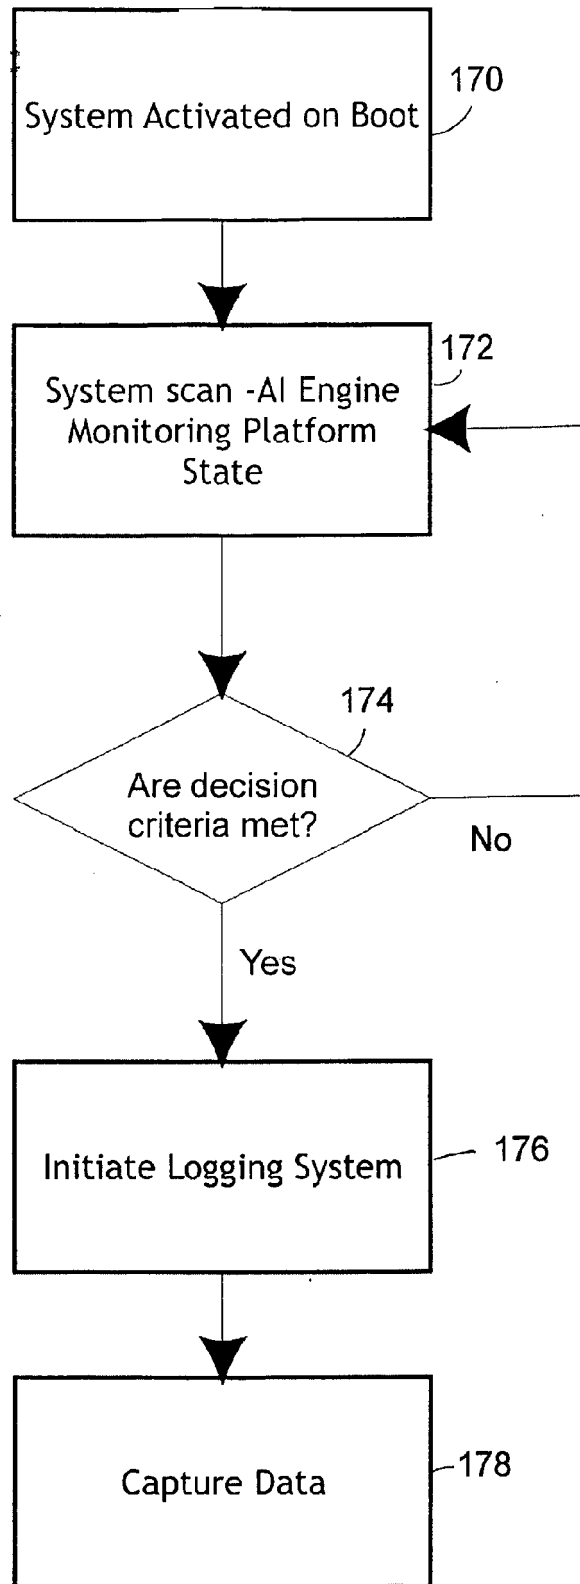 System Activated on Boot
170
System scan -AI Engine
Monitoring Platform
State
172
174
Are decision
criteria met?
No
Yes
Initiate Logging System
176
Capture Data
178